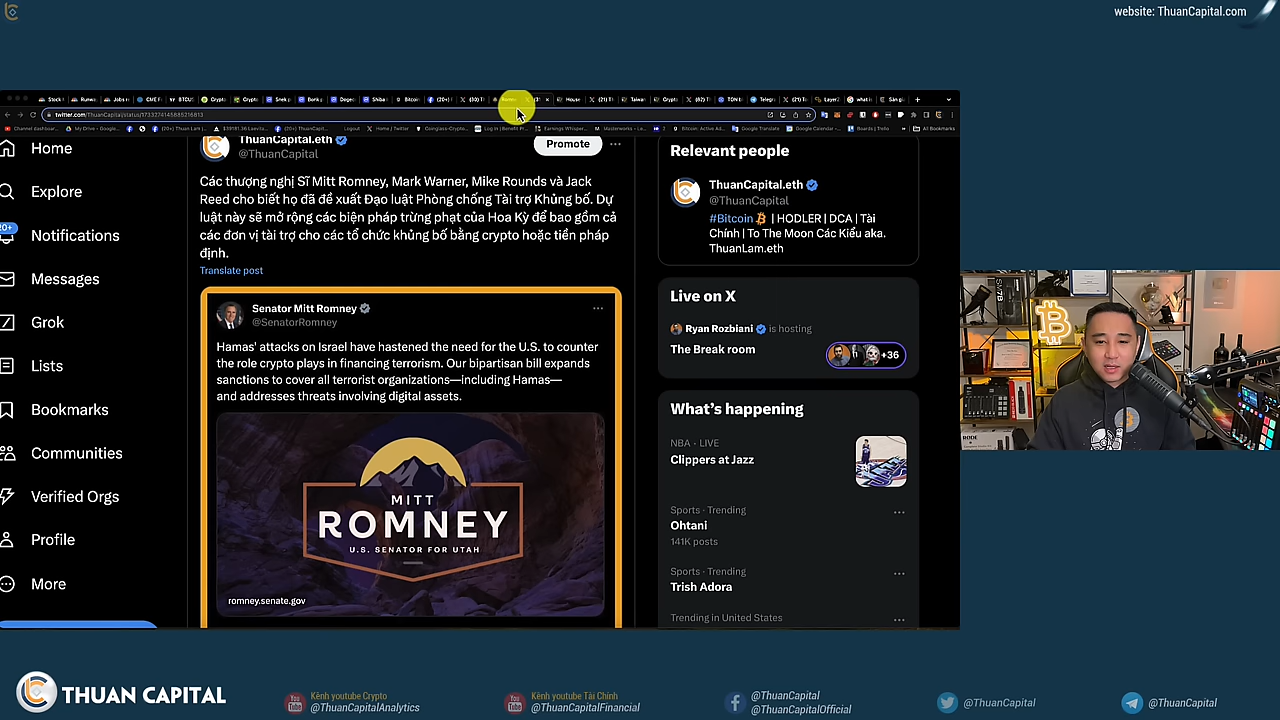 website: ThuanCapital.com
twitter.com/ThuanCapital/status/1733274145685216813
Home
Explore
20+
Notifications
Messages
Grok
Lists
Bookmarks
Communities
Verified Orgs
Profile
More
ThuanCapital.eth
@ThuanCapital
Promote
Các thượng nghị Sĩ Mitt Romney, Mark Warner, Mike Rounds và Jack
Reed cho biết họ đã đề xuất Đạo luật Phòng chống Tài trợ Khủng bố. Dự
luật này sẽ mở rộng các biện pháp trừng phạt của Hoa Kỳ để bao gồm cả
các đơn vị tài trợ cho các tổ chức khủng bố bằng crypto hoặc tiền pháp
định.
Translate post
Senator Mitt Romney
@SenatorRomney
Hamas' attacks on Israel have hastened the need for the U.S. to counter
the role crypto plays in financing terrorism. Our bipartisan bill expands
sanctions to cover all terrorist organizations—including Hamas—
and addresses threats involving digital assets.
MITT
ROMNEY
U.S. SENATOR FOR UTAH
romney.senate.gov
Relevant people
ThuanCapital.eth
@ThuanCapital
#Bitcoin | HODLER | DCA | Tài
Chính | To The Moon Các Kiểu aka.
ThuanLam.eth
Live on X
Ryan Rozbiani is hosting
The Break room
+36
What's happening
NBA · LIVE
Clippers at Jazz
Sports · Trending
Ohtani
141K posts
Sports · Trending
Trish Adora
Trending in United States
THUAN CAPITAL
Kênh youtube Crypto
@ThuanCapitalAnalytics
Kênh youtube Tài Chính
@ThuanCapitalFinancial
@ThuanCapital
@ThuanCapitalOfficial
@ThuanCapital
@ThuanCapital